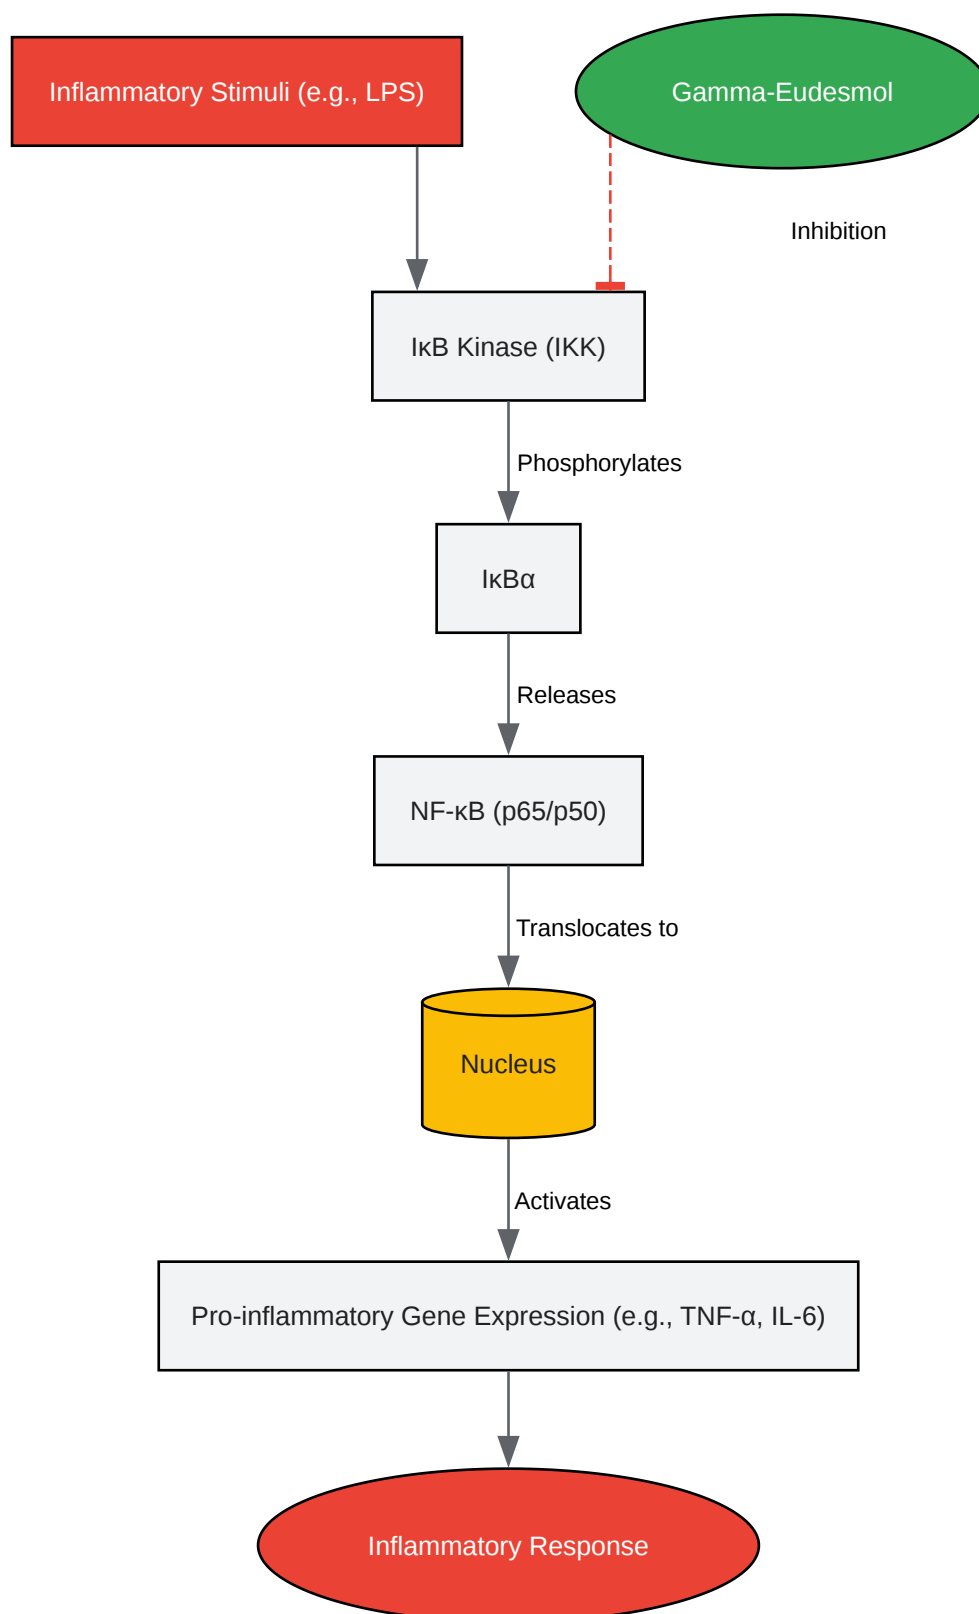 Inflammatory Stimuli (e.g., LPS)
Gamma-Eudesmol
Inhibition
IκB Kinase (IKK)
Phosphorylates
IκBα
Releases
NF-κB (p65/p50)
Translocates to
Nucleus
Activates
Pro-inflammatory Gene Expression (e.g., TNF-α, IL-6)
Inflammatory Response